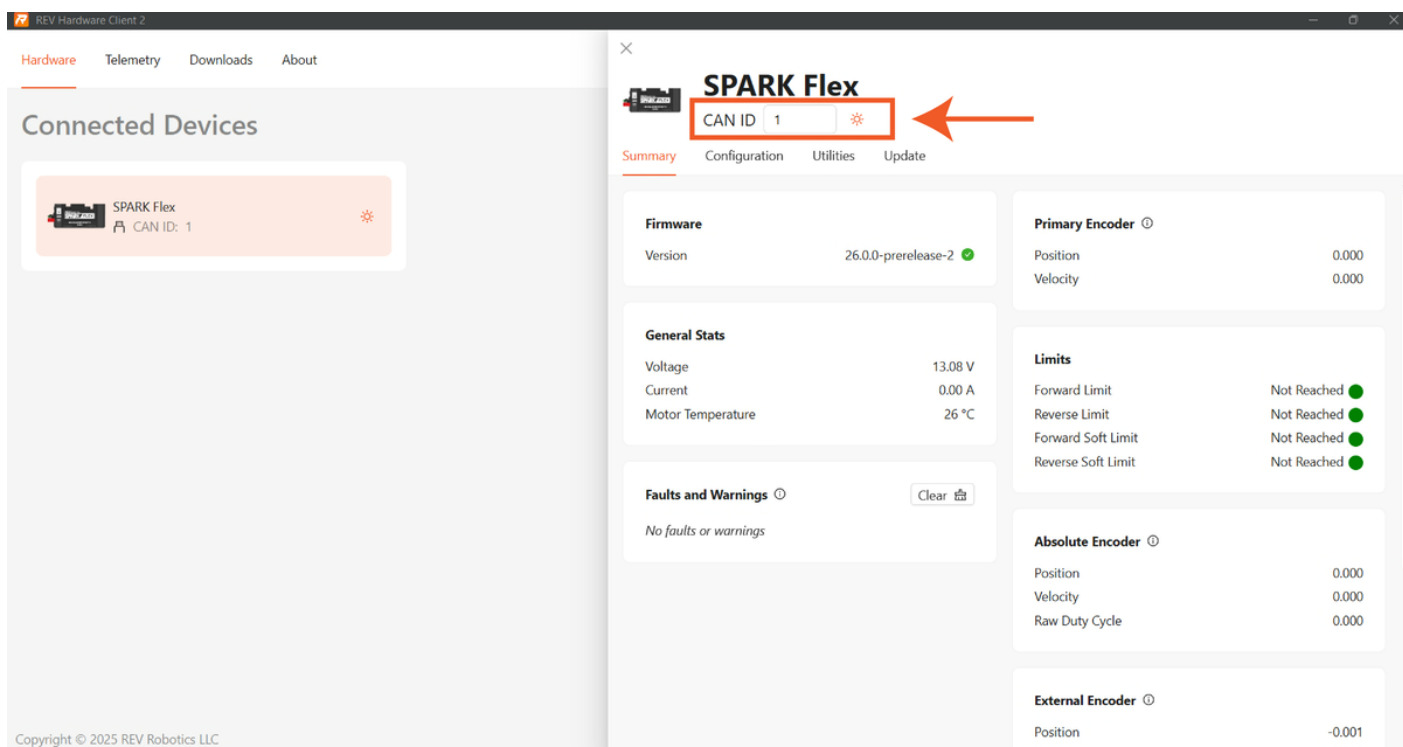 REV Hardware Client 2
Hardware Telemetry Downloads About
Connected Devices
SPARK Flex
CAN ID: 1
Copyright © 2025 REV Robotics LLC
SPARK Flex
CAN ID 1
Summary Configuration Utilities Update
Firmware
Version 26.0.0-prerelease-2
General Stats
Voltage 13.08 V
Current 0.00 A
Motor Temperature 26 °C
Faults and Warnings Clear
No faults or warnings
Primary Encoder
Position 0.000
Velocity 0.000
Limits
Forward Limit Not Reached
Reverse Limit Not Reached
Forward Soft Limit Not Reached
Reverse Soft Limit Not Reached
Absolute Encoder
Position 0.000
Velocity 0.000
Raw Duty Cycle 0.000
External Encoder
Position -0.001